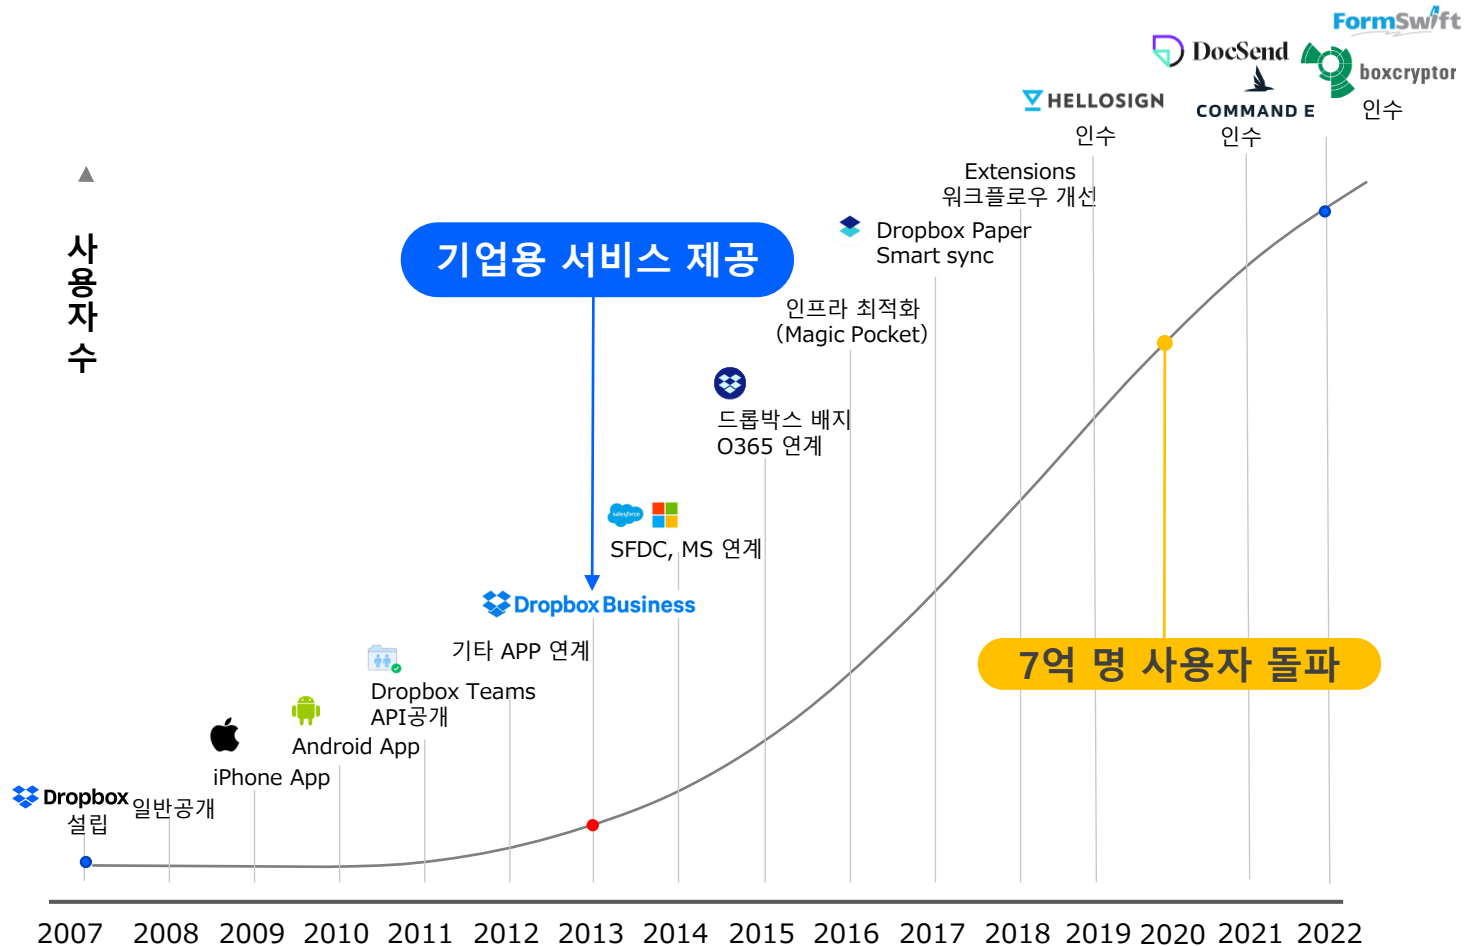 FormSwift
DocSend
boxcryptor
인수
HELLOSIGN
인수
COMMAND E
인수
Extensions
워크플로우 개선
사용자 수
기업용 서비스 제공
Dropbox Paper
Smart sync
인프라 최적화
(Magic Pocket)
드롭박스 배지
O365 연계
salesforce
SFDC, MS 연계
Dropbox Business
기타 APP 연계
7억 명 사용자 돌파
Dropbox Teams
API공개
Android App
iPhone App
Dropbox
설립
일반공개
2007 2008 2009 2010 2011 2012 2013 2014 2015 2016 2017 2018 2019 2020 2021 2022